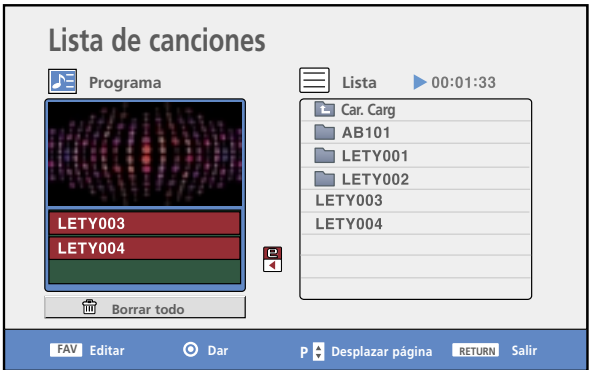 Lista de canciones
Programa
Lista 00:01:33
Car. Carg
AB101
LETY001
LETY002
LETY003
LETY004
LETY003
LETY004
Borrar todo
FAV Editar Dar P Desplazar página RETURN Salir